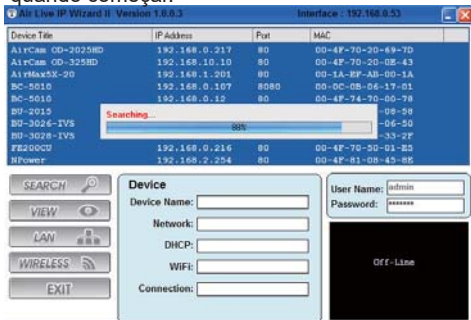 quando começar.
Air Live IP Wizard II Version 1.0.0.3 Interface : 192.168.0.53
Device Title IP Address Port MAC
AirCam OD-2025HD 192.168.0.217 80 00-4F-70-20-69-7D
AirCam OD-325HD 192.168.10.10 80 00-4F-70-20-0E-43
AirMax5X-20 192.168.1.201 80 00-1A-EF-AB-00-1A
BC-5010 192.168.0.107 8080 00-0C-0B-06-17-01
BC-5010 192.168.0.12 80 00-4F-74-70-00-78
BU-2015 -08-58
Searching...
BU-3026-IVS -06-50
88%
BU-3028-IVS -33-2F
FE200CU 192.168.0.216 80 00-4F-70-50-01-E5
NPower 192.168.2.254 80 00-4F-81-08-45-8E
SEARCH
VIEW
LAN
WIRELESS
EXIT
Device
Device Name:
Network:
DHCP:
WiFi:
Connection:
User Name: admin
Password: *******
Off-Line